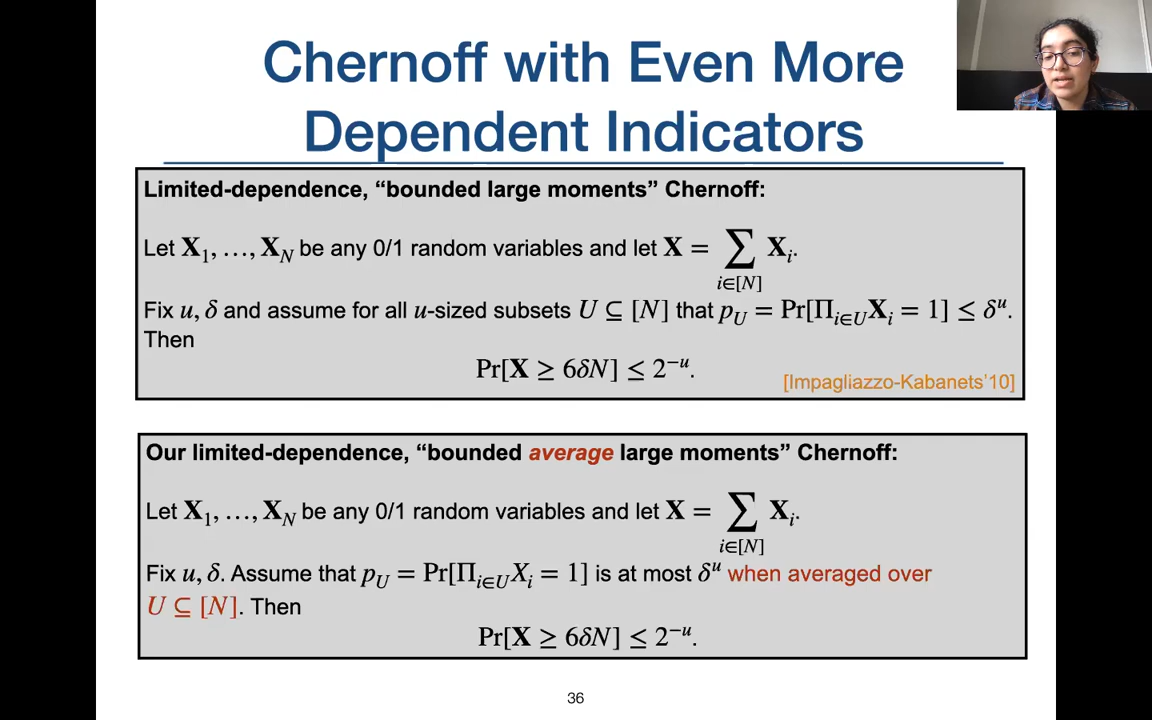 Chernoff with Even More
Dependent Indicators
Limited-dependence, “bounded large moments” Chernoff:
Let X₁, …, X_N be any 0/1 random variables and let X = ∑_{i∈[N]} X_i.
Fix u, δ and assume for all u-sized subsets U ⊆ [N] that p_U = Pr[Π_{i∈U}X_i = 1] ≤ δᵘ.
Then
Pr[X ≥ 6δN] ≤ 2⁻ᵘ.
[Impagliazzo-Kabanets’10]
Our limited-dependence, “bounded average large moments” Chernoff:
Let X₁, …, X_N be any 0/1 random variables and let X = ∑_{i∈[N]} X_i.
Fix u, δ. Assume that p_U = Pr[Π_{i∈U}X_i = 1] is at most δᵘ when averaged over
U ⊆ [N]. Then
Pr[X ≥ 6δN] ≤ 2⁻ᵘ.
36